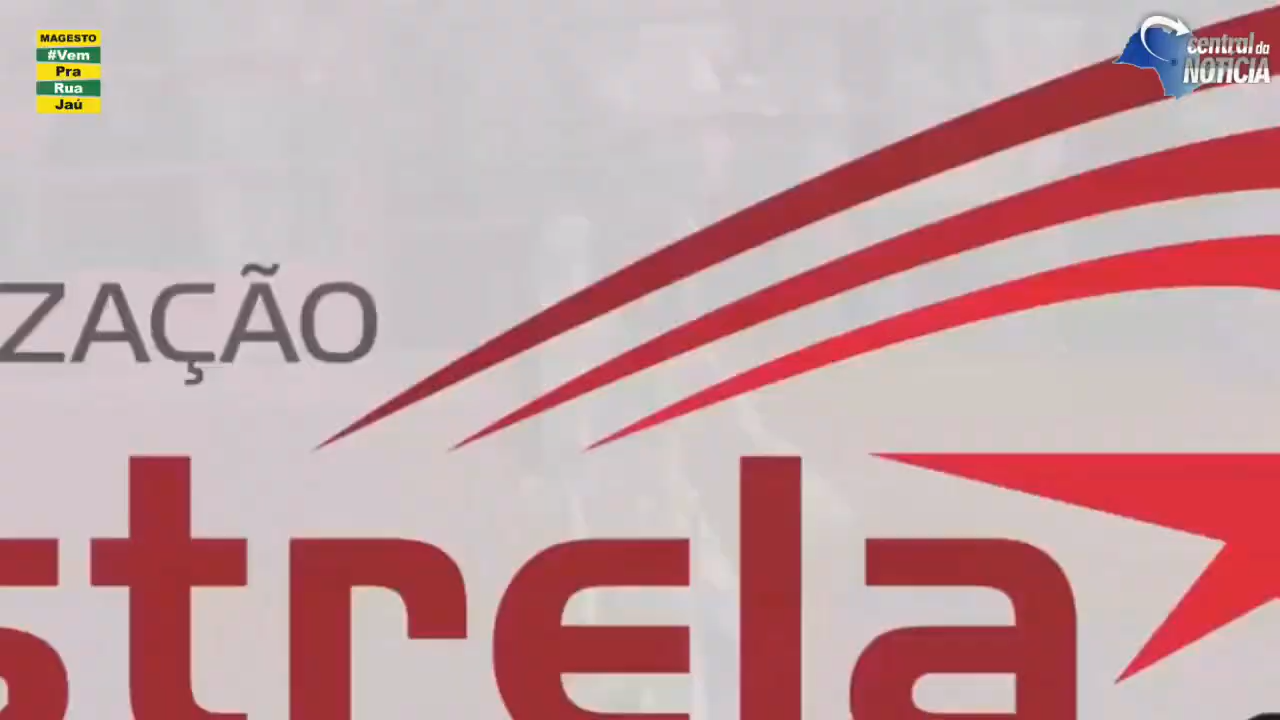 MAGESTO
#Vem
Pra
Rua
Jaú
central da
NOTÍCIA
ZAÇÃO
strela